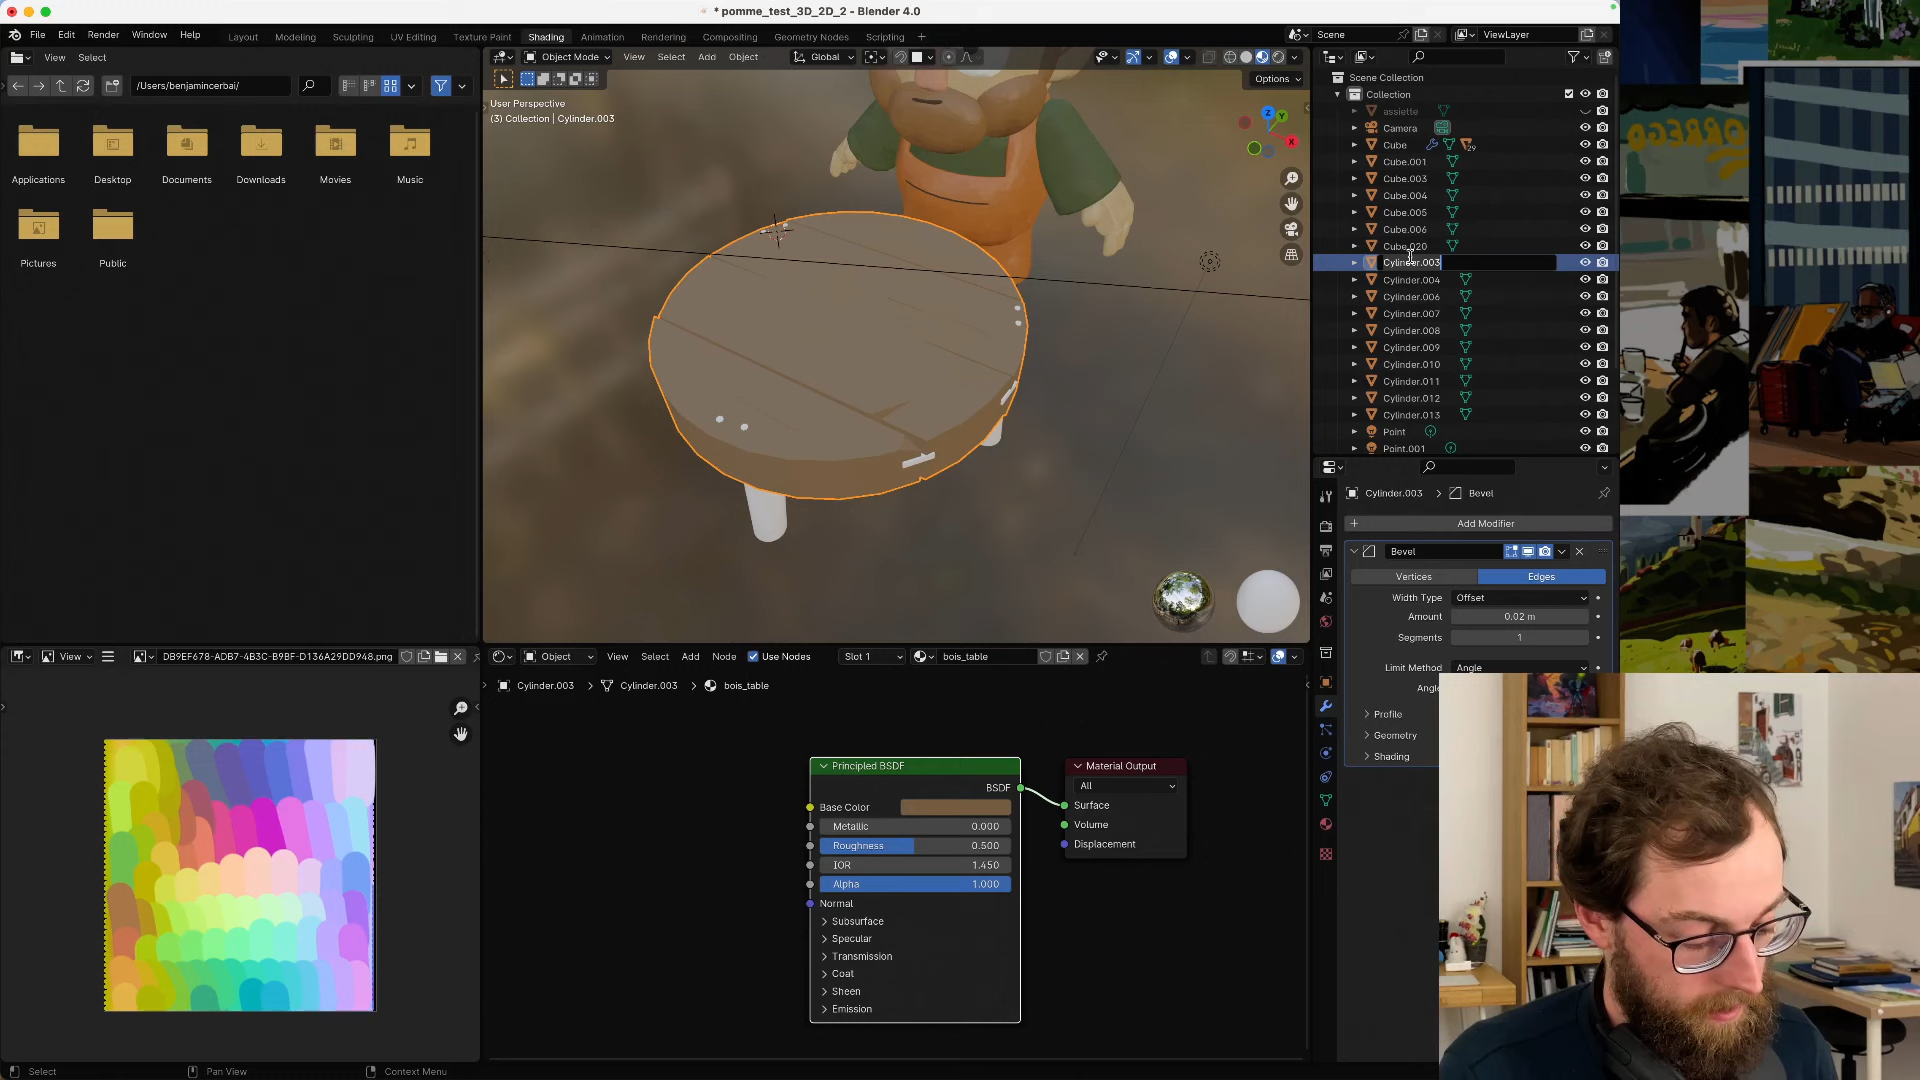 * pomme_test_3D_2D_2 - Blender 4.0
File Edit Render Window Help
Layout Modeling Sculpting UV Editing Texture Paint Shading Animation Rendering Compositing Geometry Nodes Scripting
Scene
ViewLayer
View Select
Object Mode View Select Add Object
Global
/Users/benjamincerbai/
Options
Applications Desktop Documents Downloads Movies Music
Pictures Public
User Perspective
(3) Collection | Cylinder.003
Z
Y
X
Scene Collection
Collection
assiette
Camera
Cube
29
Cube.001
Cube.003
Cube.004
Cube.005
Cube.006
Cube.020
Cylinder.003
Cylinder.004
Cylinder.006
Cylinder.007
Cylinder.008
Cylinder.009
Cylinder.010
Cylinder.011
Cylinder.012
Cylinder.013
Point
Point.001
Cylinder.003 Bevel
Add Modifier
Bevel
Vertices Edges
Width Type Offset
Amount 0.02 m
Segments 1
Limit Method Angle
Angle
Profile
Geometry
Shading
View
DB9EF678-ADB7-4B3C-B9BF-D136A29DD948.png
Object View Select Add Node Use Nodes Slot 1 bois_table
Cylinder.003 Cylinder.003 bois_table
Principled BSDF
BSDF
Base Color
Metallic 0.000
Roughness 0.500
IOR 1.450
Alpha 1.000
Normal
Subsurface
Specular
Transmission
Coat
Sheen
Emission
Material Output
All
Surface
Volume
Displacement
Select Pan View Context Menu